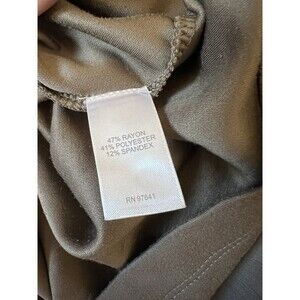 47% RAYON
41% POLYESTER
12% SPANDEX
RN 97641